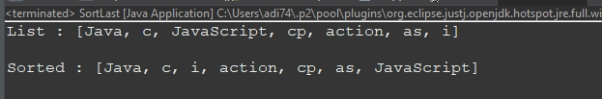 <terminated> SortLast [Java Application] C:\Users\adi74\.p2\pool\plugins\org.eclipse.justj.openjdk.hotspot.jre.full.wi
List : [Java, c, JavaScript, cp, action, as, i]
Sorted : [Java, c, i, action, cp, as, JavaScript]